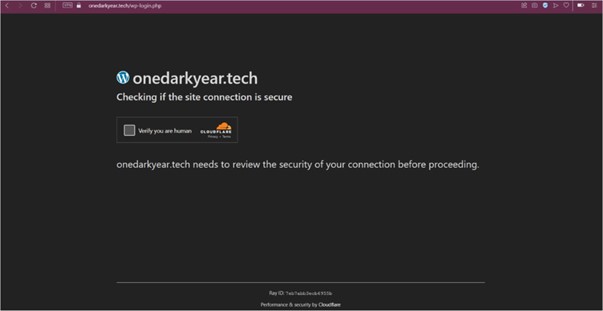 onedarkyear.tech/wp-login.php
onedarkyear.tech
Checking if the site connection is secure
Verify you are human
CLOUDFLARE
Privacy • Terms
onedarkyear.tech needs to review the security of your connection before proceeding.
Ray ID:
Performance & security by Cloudflare